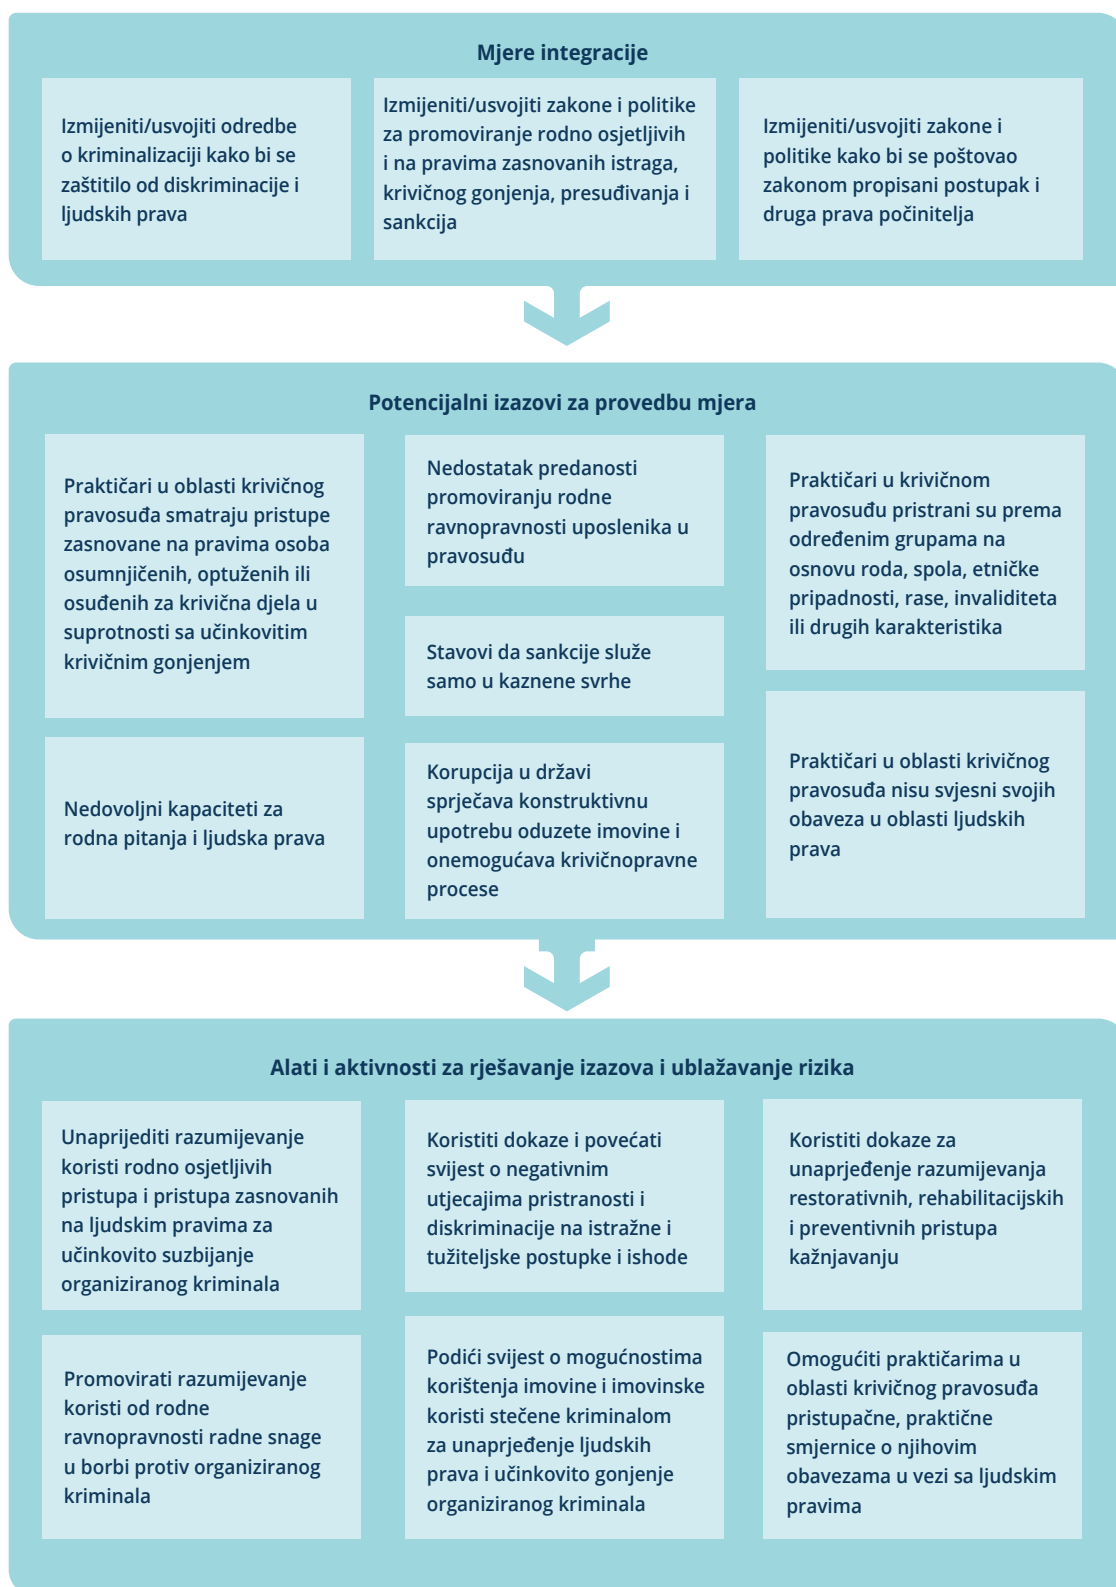 Mjere integracije
Izmijeniti/usvojiti odredbe
o kriminalizaciji kako bi se
zaštitilo od diskriminacije i
ljudskih prava
Izmijeniti/usvojiti zakone i politike
za promoviranje rodno osjetljivih
i na pravima zasnovanih istraga,
krivičnog gonjenja, presuđivanja i
sankcija
Izmijeniti/usvojiti zakone i
politike kako bi se poštovao
zakonom propisani postupak i
druga prava počinitelja
Potencijalni izazovi za provedbu mjera
Praktičari u oblasti krivičnog
pravosuđa smatraju pristupe
zasnovane na pravima osoba
osumnjičenih, optuženih ili
osuđenih za krivična djela u
suprotnosti sa učinkovitim
krivičnim gonjenjem
Nedovoljni kapaciteti za
rodna pitanja i ljudska prava
Nedostatak predanosti
promoviranju rodne
ravnopravnosti uposlenika u
pravosuđu
Stavovi da sankcije služe
samo u kaznene svrhe
Korupcija u državi
sprječava konstruktivnu
upotrebu oduzete imovine i
onemogućava krivičnopravne
procese
Praktičari u krivičnom
pravosuđu pristrani su prema
određenim grupama na
osnovu roda, spola, etničke
pripadnosti, rase, invaliditeta
ili drugih karakteristika
Praktičari u oblasti krivičnog
pravosuđa nisu svjesni svojih
obaveza u oblasti ljudskih
prava
Alati i aktivnosti za rješavanje izazova i ublažavanje rizika
Unaprijediti razumijevanje
koristi rodno osjetljivih
pristupa i pristupa zasnovanih
na ljudskim pravima za
učinkovito suzbijanje
organiziranog kriminala
Koristiti dokaze i povećati
svijest o negativnim
utjecajima pristranosti i
diskriminacije na istražne i
tužiteljske postupke i ishode
Koristiti dokaze za
unaprjeđenje razumijevanja
restorativnih, rehabilitacijskih
i preventivnih pristupa
kažnjavanju
Promovirati razumijevanje
koristi od rodne
ravnopravnosti radne snage
u borbi protiv organiziranog
kriminala
Podići svijest o mogućnostima
korištenja imovine i imovinske
koristi stečene kriminalom
za unaprjeđenje ljudskih
prava i učinkovito gonjenje
organiziranog kriminala
Omogućiti praktičarima u
oblasti krivičnog pravosuđa
pristupačne, praktične
smjernice o njihovim
obavezama u vezi sa ljudskim
pravima